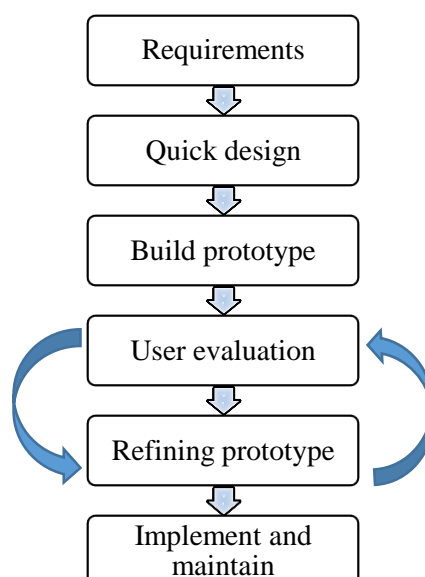 Requirements
Quick design
Build prototype
User evaluation
Refining prototype
Implement and
maintain